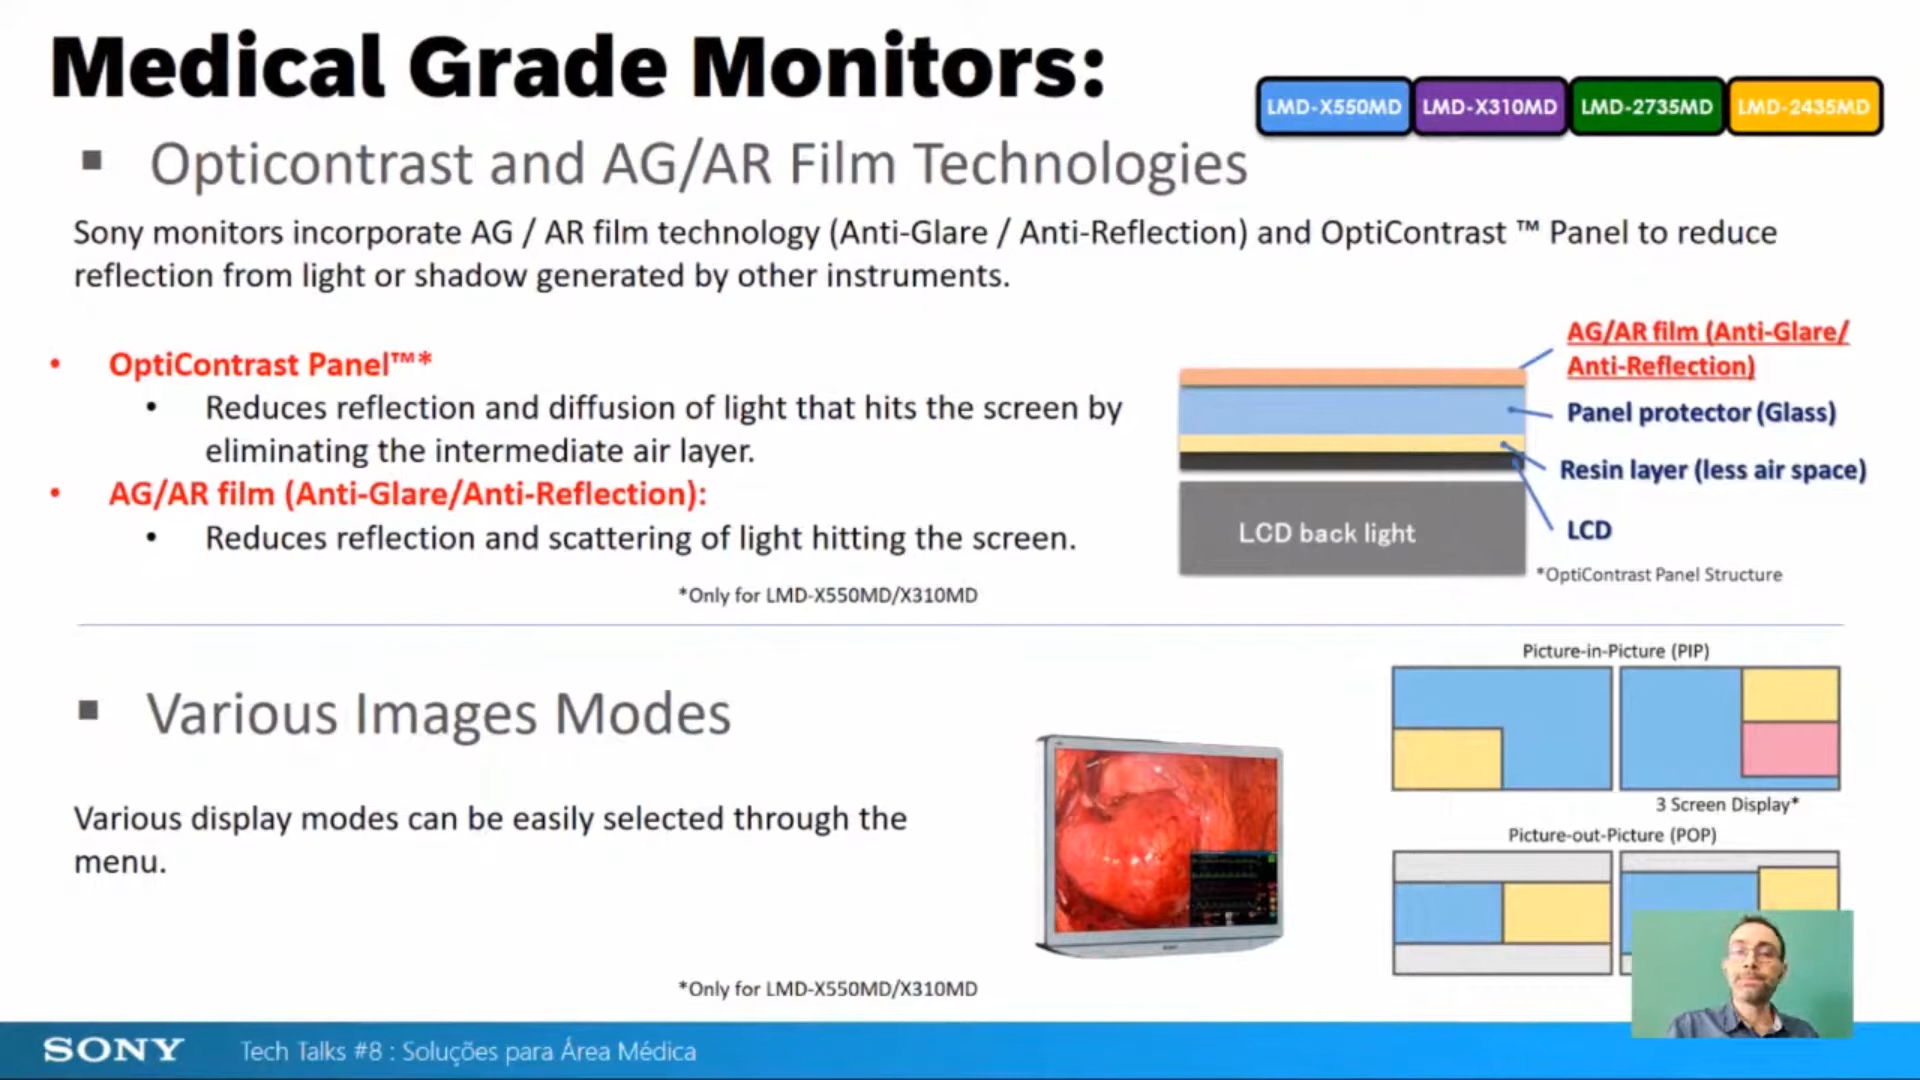 Medical Grade Monitors:
LMD-X550MD
LMD-X310MD
LMD-2735MD
LMD-2435MD
▪ Opticontrast and AG/AR Film Technologies
Sony monitors incorporate AG / AR film technology (Anti-Glare / Anti-Reflection) and OptiContrast ™ Panel to reduce
reflection from light or shadow generated by other instruments.
• OptiContrast Panel™*
• Reduces reflection and diffusion of light that hits the screen by
eliminating the intermediate air layer.
• AG/AR film (Anti-Glare/Anti-Reflection):
• Reduces reflection and scattering of light hitting the screen.
*Only for LMD-X550MD/X310MD
AG/AR film (Anti-Glare/
Anti-Reflection)
Panel protector (Glass)
Resin layer (less air space)
LCD
LCD back light
*OptiContrast Panel Structure
▪ Various Images Modes
Various display modes can be easily selected through the
menu.
*Only for LMD-X550MD/X310MD
Picture-in-Picture (PIP)
3 Screen Display*
Picture-out-Picture (POP)
SONY
Tech Talks #8 : Soluções para Área Médica